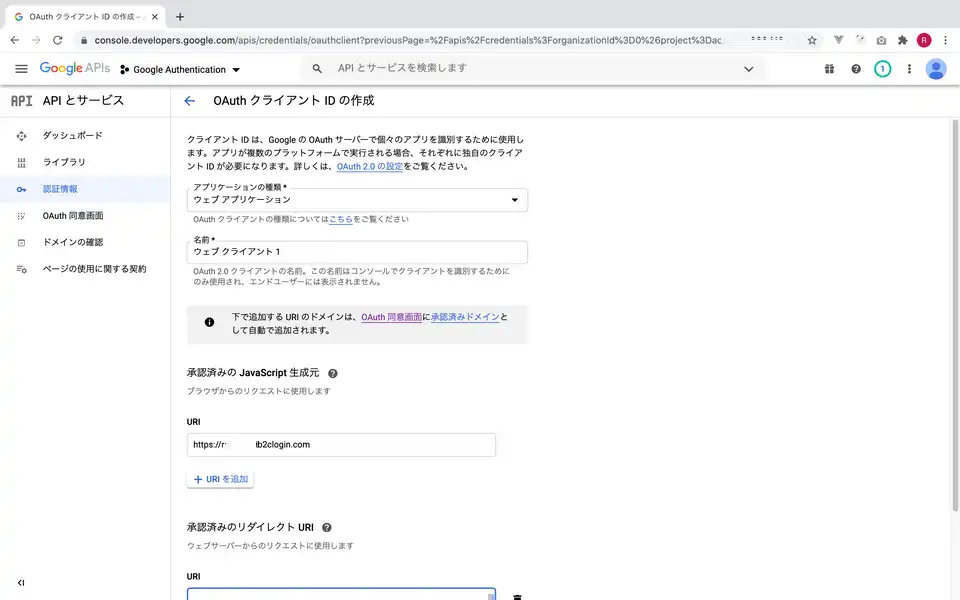 OAuth クライアント ID の作成 –
console.developers.google.com/apis/credentials/oauthclient?previousPage=%2Fapis%2Fcredentials%3ForganizationId%3D0%26project%3Dac
R
Google APIs
Google Authentication
API とサービスを検索します
1
API
API とサービス
OAuth クライアント ID の作成
ダッシュボード
ライブラリ
認証情報
OAuth 同意画面
ドメインの確認
ページの使用に関する契約
クライアント ID は、Google の OAuth サーバーで個々のアプリを識別するために使用し
ます。アプリが複数のプラットフォームで実行される場合、それぞれに独自のクライア
ント ID が必要になります。詳しくは、OAuth 2.0 の設定をご覧ください。
アプリケーションの種類 *
ウェブ アプリケーション
OAuth クライアントの種類についてはこちらをご覧ください
名前 *
ウェブ クライアント 1
OAuth 2.0 クライアントの名前。この名前はコンソールでクライアントを識別するために
のみ使用され、エンドユーザーには表示されません。
下で追加する URI のドメインは、OAuth 同意画面に承認済みドメインと
して自動で追加されます。
承認済みの JavaScript 生成元
ブラウザからのリクエストに使用します
URI
https://r b2clogin.com
+ URI を追加
承認済みのリダイレクト URI
ウェブサーバーからのリクエストに使用します
URI